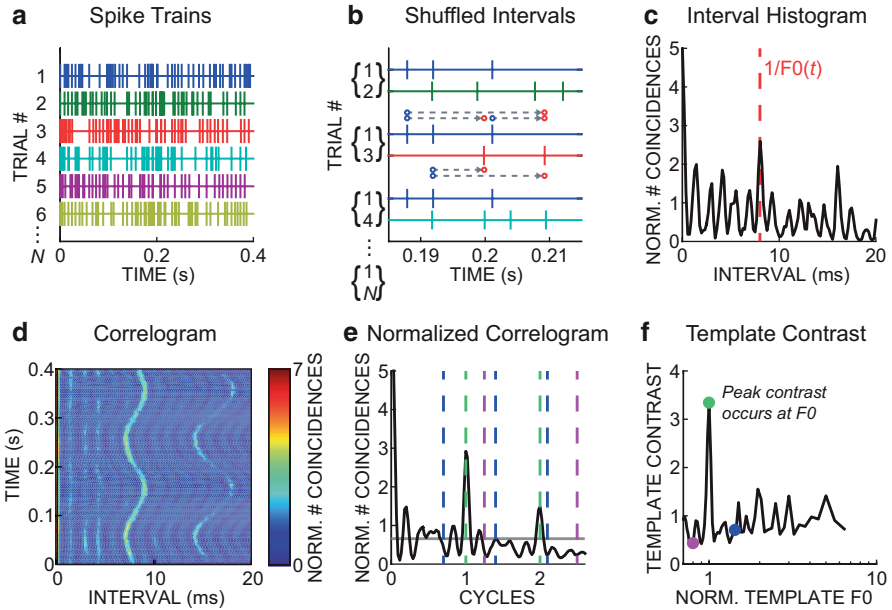 a Spike Trains
TRIAL #
1
2
3
4
5
6
⋮
N
0 0.2 0.4
TIME (s)
b Shuffled Intervals
TRIAL #
{1 2}
{1 3}
{1 4}
⋮
{1 N}
0.19 0.2 0.21
TIME (s)
c Interval Histogram
NORM. # COINCIDENCES
5
4
3
2
1
0
1/F0(t)
0 10 20
INTERVAL (ms)
d Correlogram
TIME (s)
0.4
0.3
0.2
0.1
0
0 10 20
INTERVAL (ms)
7
0
NORM. # COINCIDENCES
e Normalized Correlogram
NORM. # COINCIDENCES
4
3
2
1
0
0 1 2
CYCLES
f Template Contrast
TEMPLATE CONTRAST
4
3
2
1
0
Peak contrast
occurs at F0
1 10
NORM. TEMPLATE F0